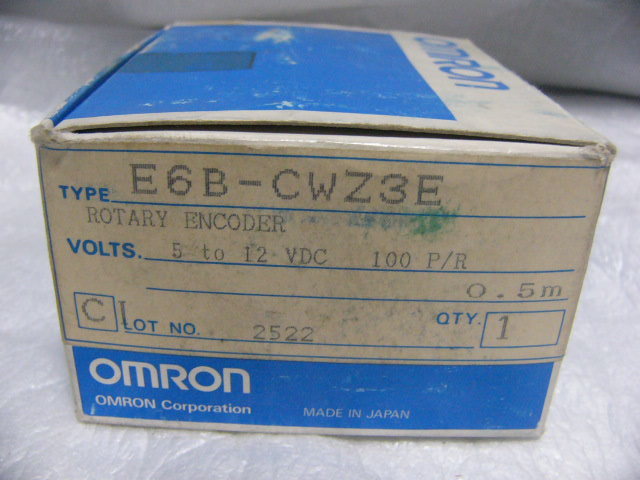 OMRON
TYPE E6B-CWZ3E
ROTARY ENCODER
VOLTS. 5 to 12 VDC 100 P/R
0.5m
C LOT NO. 2522 QTY. 1
OMRON
OMRON Corporation MADE IN JAPAN